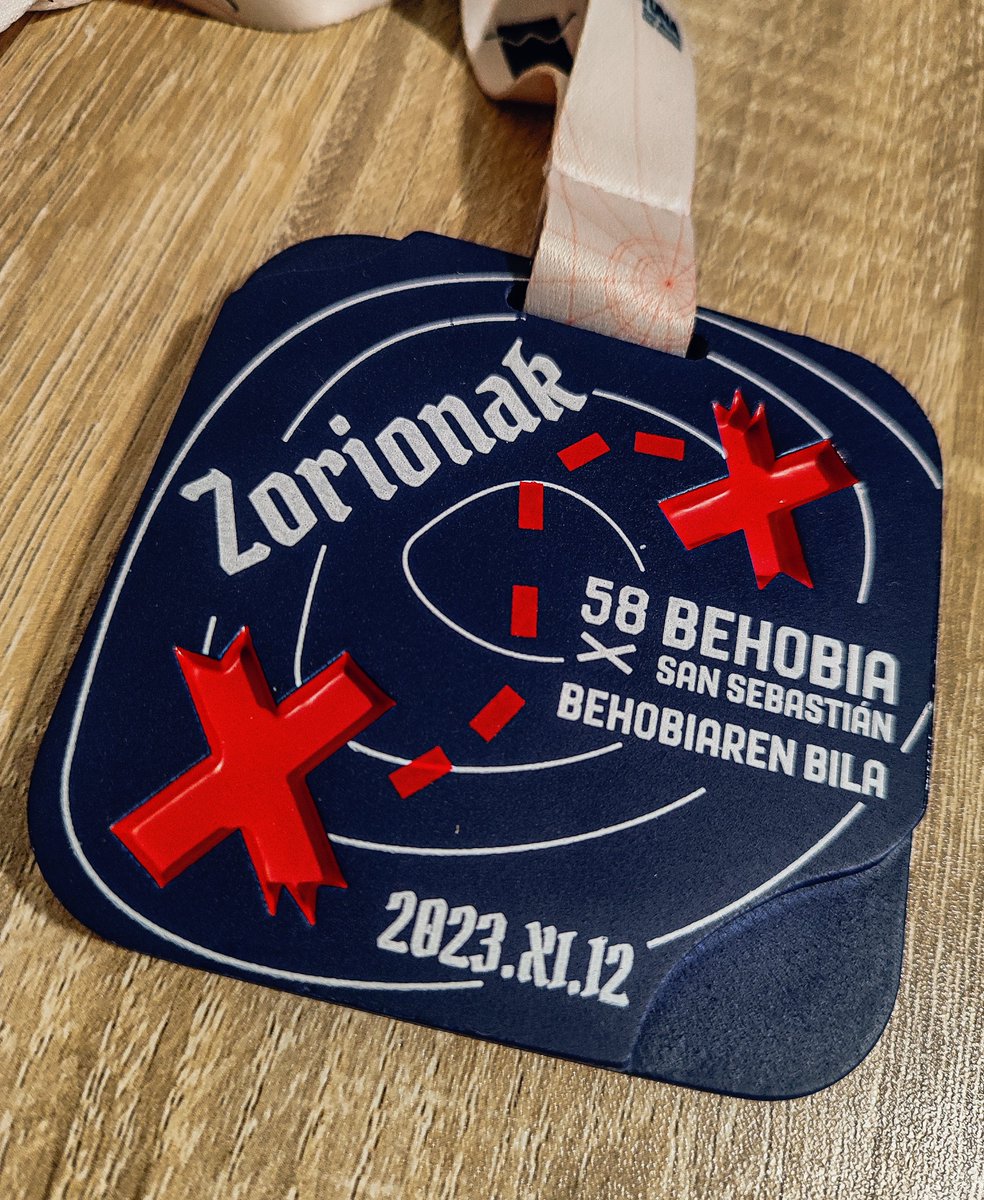 Zorionak
58 BEHOBIA
SAN SEBASTIÁN
BEHOBIAREN BILA
2023.XI.12